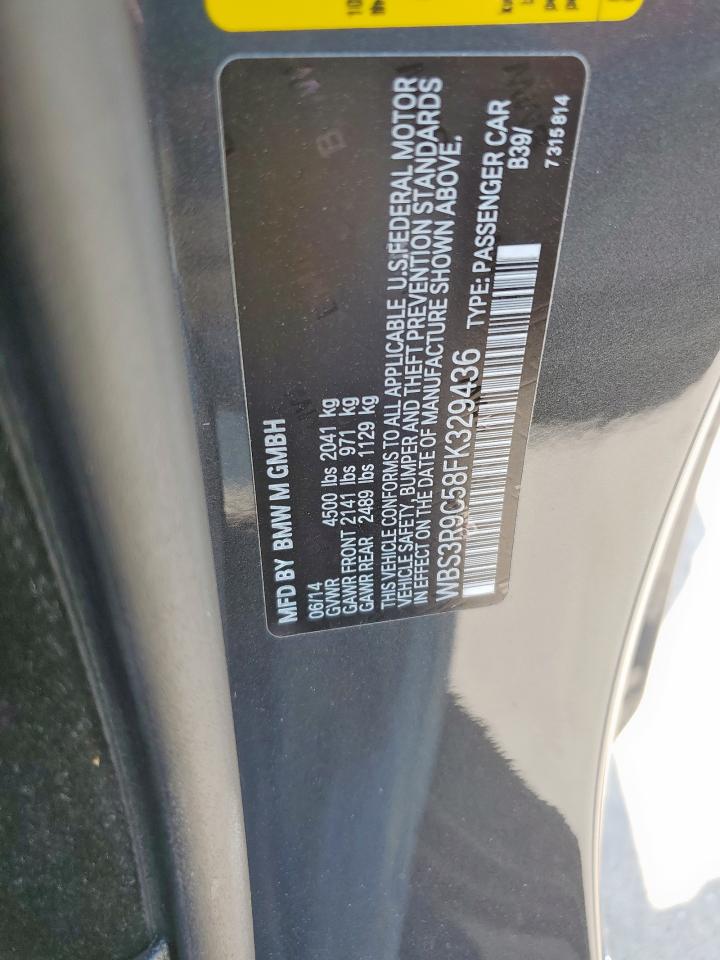 MFD BY BMW M GMBH
06/14
GVWR 4500 lbs 2041 kg
GAWR FRONT 2141 lbs 971 kg
GAWR REAR 2489 lbs 1129 kg
THIS VEHICLE CONFORMS TO ALL APPLICABLE U.S. FEDERAL MOTOR
VEHICLE SAFETY, BUMPER AND THEFT PREVENTION STANDARDS
IN EFFECT ON THE DATE OF MANUFACTURE SHOWN ABOVE.
WBS3R9C58FK329436 TYPE: PASSENGER CAR
B39/
7 315 814